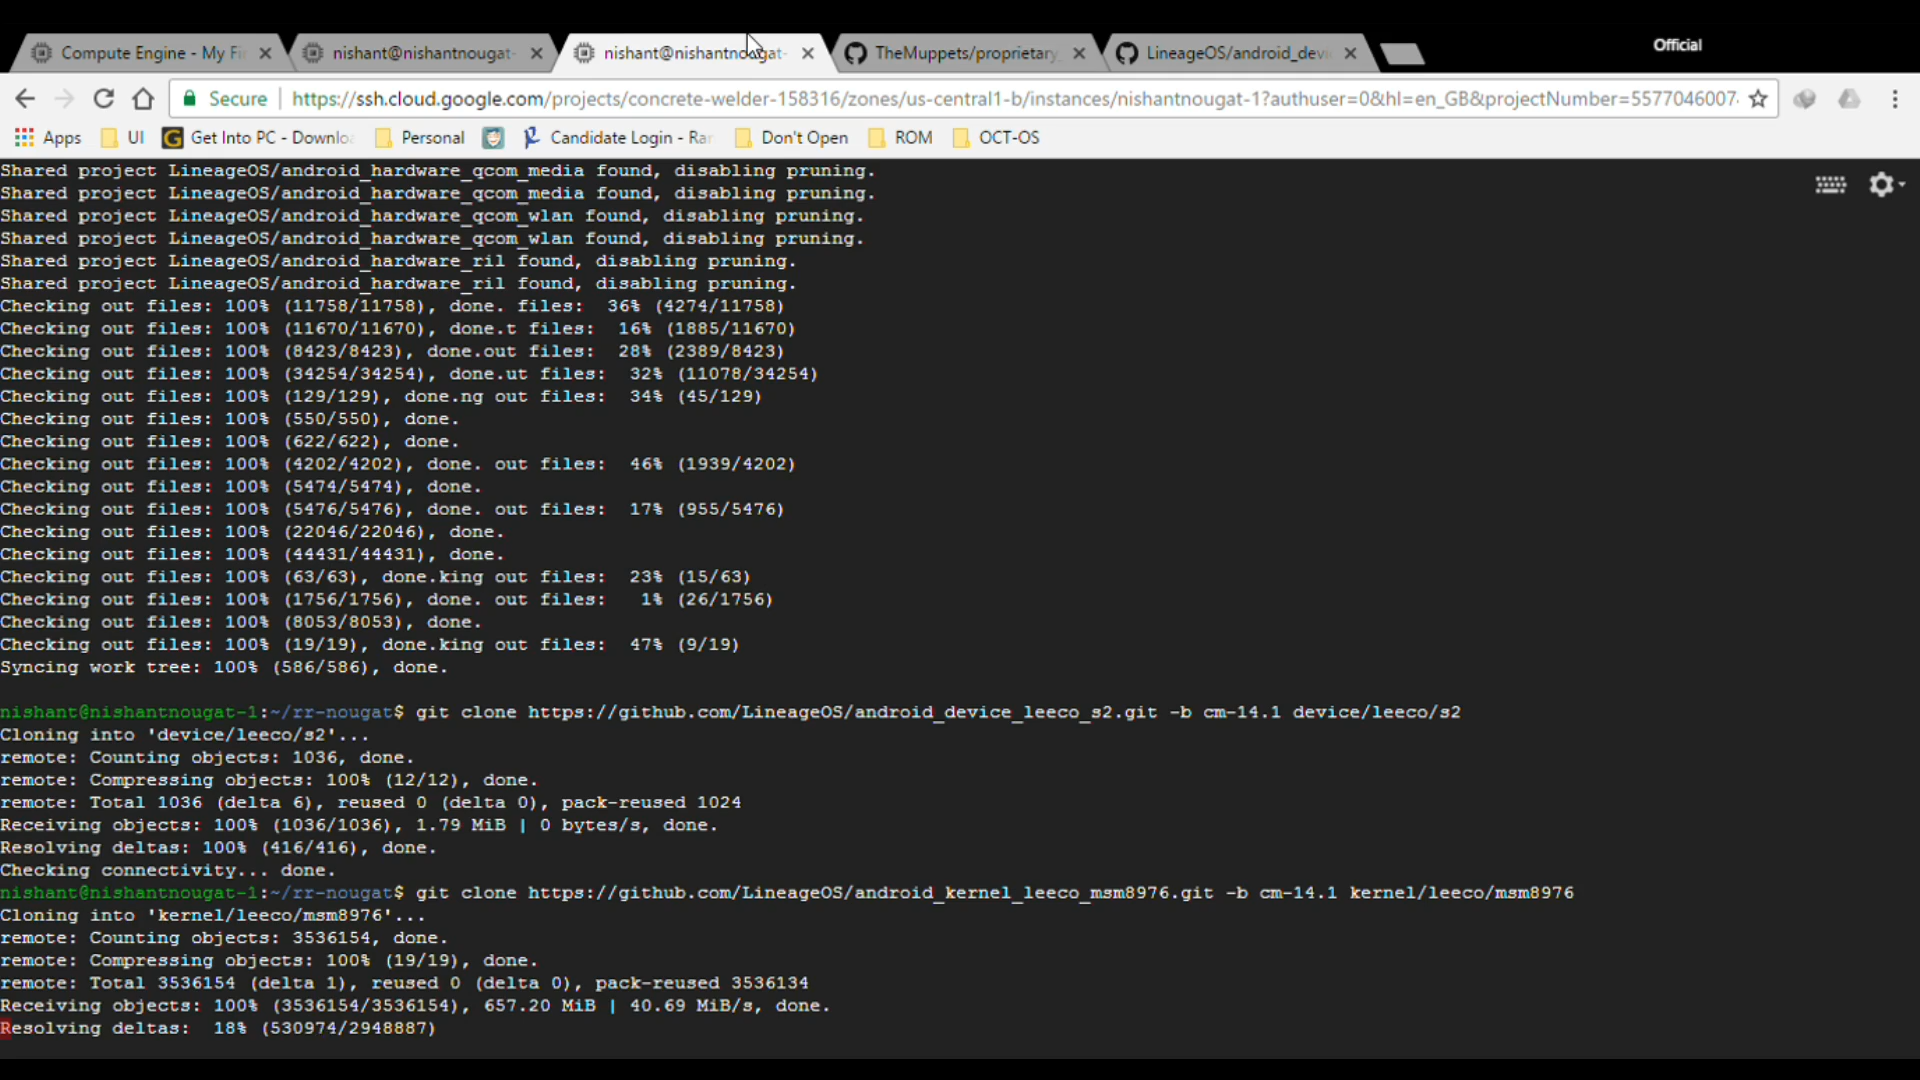 Compute Engine - My Fi
nishant@nishantnougat-
nishant@nishantnougat-
TheMuppets/proprietary_
LineageOS/android_devi
Official
Secure
https://ssh.cloud.google.com/projects/concrete-welder-158316/zones/us-central1-b/instances/nishantnougat-1?authuser=0&hl=en_GB&projectNumber=5577046007
Apps
UI
Get Into PC - Downloa
Personal
Candidate Login - Ran
Don't Open
ROM
OCT-OS
Shared project LineageOS/android_hardware_qcom_media found, disabling pruning.
Shared project LineageOS/android_hardware_qcom_media found, disabling pruning.
Shared project LineageOS/android_hardware_qcom_wlan found, disabling pruning.
Shared project LineageOS/android_hardware_qcom_wlan found, disabling pruning.
Shared project LineageOS/android_hardware_ril found, disabling pruning.
Shared project LineageOS/android_hardware_ril found, disabling pruning.
Checking out files: 100% (11758/11758), done. files:  36% (4274/11758)
Checking out files: 100% (11670/11670), done.t files:  16% (1885/11670)
Checking out files: 100% (8423/8423), done.out files:  28% (2389/8423)
Checking out files: 100% (34254/34254), done.ut files:  32% (11078/34254)
Checking out files: 100% (129/129), done.ng out files:  34% (45/129)
Checking out files: 100% (550/550), done.
Checking out files: 100% (622/622), done.
Checking out files: 100% (4202/4202), done. out files:  46% (1939/4202)
Checking out files: 100% (5474/5474), done.
Checking out files: 100% (5476/5476), done. out files:  17% (955/5476)
Checking out files: 100% (22046/22046), done.
Checking out files: 100% (44431/44431), done.
Checking out files: 100% (63/63), done.king out files:  23% (15/63)
Checking out files: 100% (1756/1756), done. out files:   1% (26/1756)
Checking out files: 100% (8053/8053), done.
Checking out files: 100% (19/19), done.king out files:  47% (9/19)
Syncing work tree: 100% (586/586), done.
nishant@nishantnougat-1:~/rr-nougat$ git clone https://github.com/LineageOS/android_device_leeco_s2.git -b cm-14.1 device/leeco/s2
Cloning into 'device/leeco/s2'...
remote: Counting objects: 1036, done.
remote: Compressing objects: 100% (12/12), done.
remote: Total 1036 (delta 6), reused 0 (delta 0), pack-reused 1024
Receiving objects: 100% (1036/1036), 1.79 MiB | 0 bytes/s, done.
Resolving deltas: 100% (416/416), done.
Checking connectivity... done.
nishant@nishantnougat-1:~/rr-nougat$ git clone https://github.com/LineageOS/android_kernel_leeco_msm8976.git -b cm-14.1 kernel/leeco/msm8976
Cloning into 'kernel/leeco/msm8976'...
remote: Counting objects: 3536154, done.
remote: Compressing objects: 100% (19/19), done.
remote: Total 3536154 (delta 1), reused 0 (delta 0), pack-reused 3536134
Receiving objects: 100% (3536154/3536154), 657.20 MiB | 40.69 MiB/s, done.
Resolving deltas:  18% (530974/2948887)